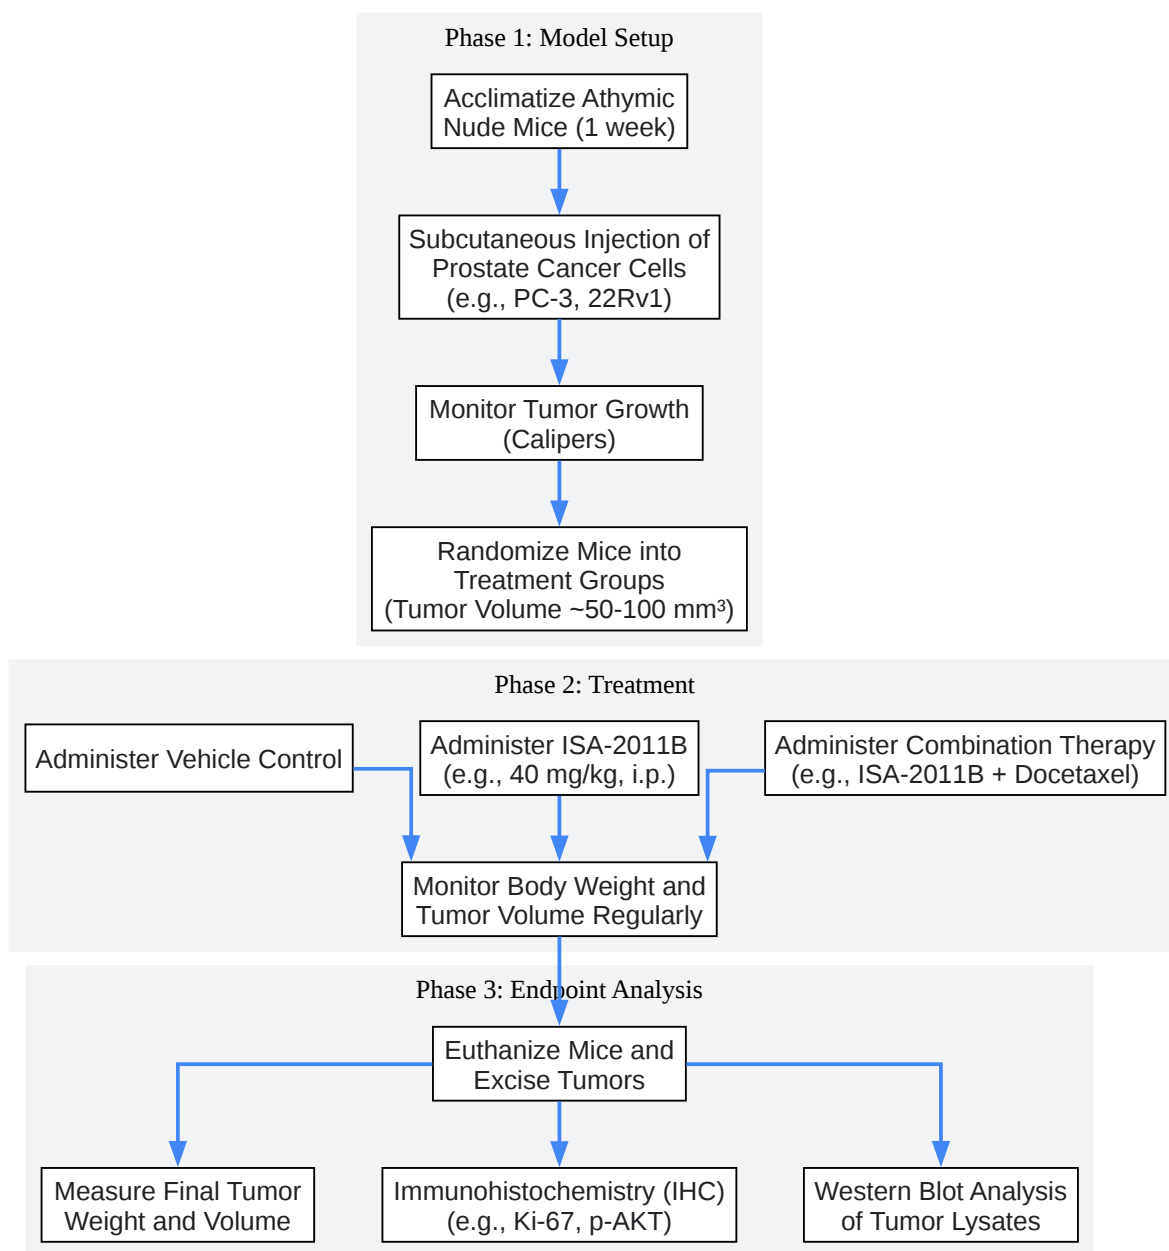 Phase 1: Model Setup
Acclimatize Athymic
Nude Mice (1 week)
Subcutaneous Injection of
Prostate Cancer Cells
(e.g., PC-3, 22Rv1)
Monitor Tumor Growth
(Calipers)
Randomize Mice into
Treatment Groups
(Tumor Volume ~50-100 mm³)
Phase 2: Treatment
Administer Vehicle Control
Administer ISA-2011B
(e.g., 40 mg/kg, i.p.)
Administer Combination Therapy
(e.g., ISA-2011B + Docetaxel)
Monitor Body Weight and
Tumor Volume Regularly
Phase 3: Endpoint Analysis
Euthanize Mice and
Excise Tumors
Measure Final Tumor
Weight and Volume
Immunohistochemistry (IHC)
(e.g., Ki-67, p-AKT)
Western Blot Analysis
of Tumor Lysates